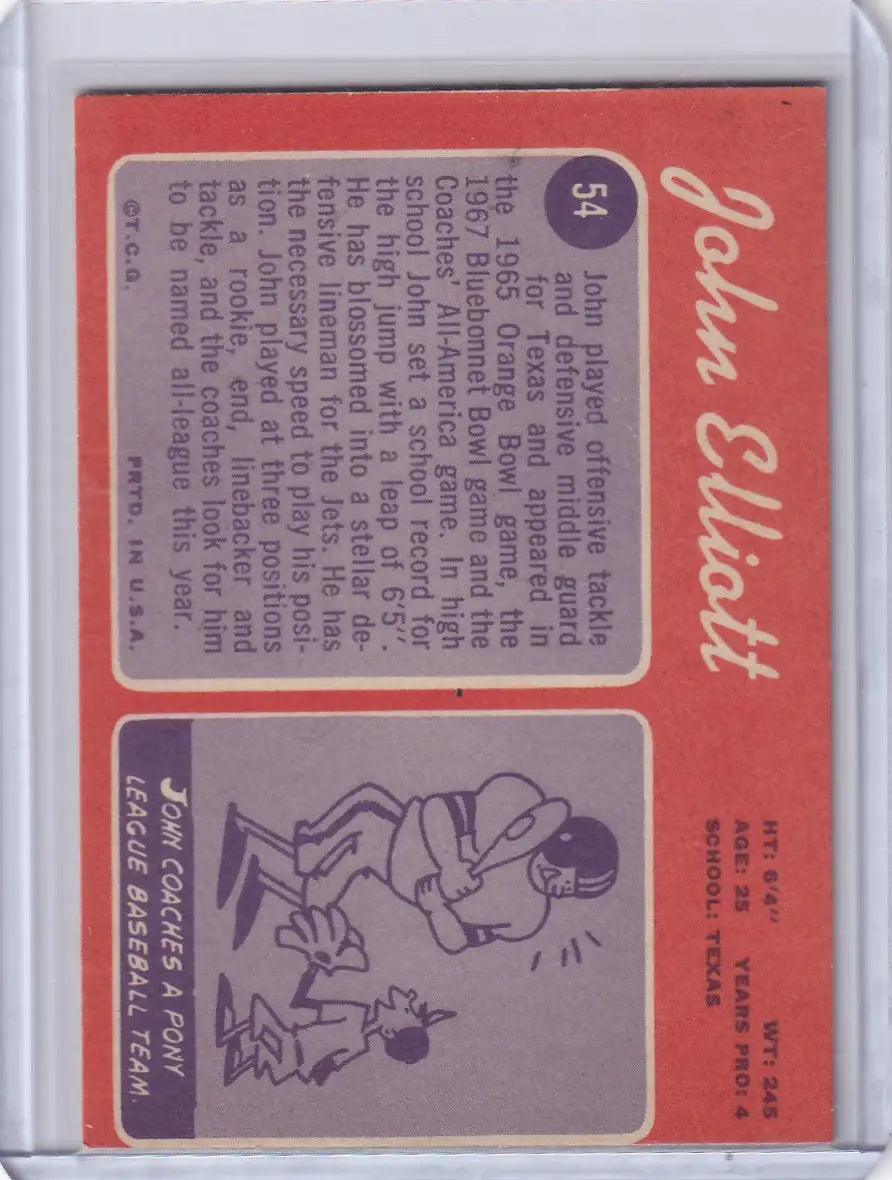 John Elliott
HT: 6'4" WT: 245
AGE: 25 YEARS PRO: 4
SCHOOL: TEXAS
54
John played offensive tackle
and defensive middle guard
for Texas and appeared in
the 1965 Orange Bowl game, the
1967 Bluebonnet Bowl game and the
Coaches' All-America game. In high
school John set a school record for
the high jump with a leap of 6'5".
He has blossomed into a stellar de-
fensive lineman for the Jets. He has
the necessary speed to play his posi-
tion. John played at three positions
as a rookie, end, linebacker and
tackle, and the coaches look for him
to be named all-league this year.
©T.C.G. PRTD. IN U.S.A.
JOHN COACHES A PONY
LEAGUE BASEBALL TEAM.